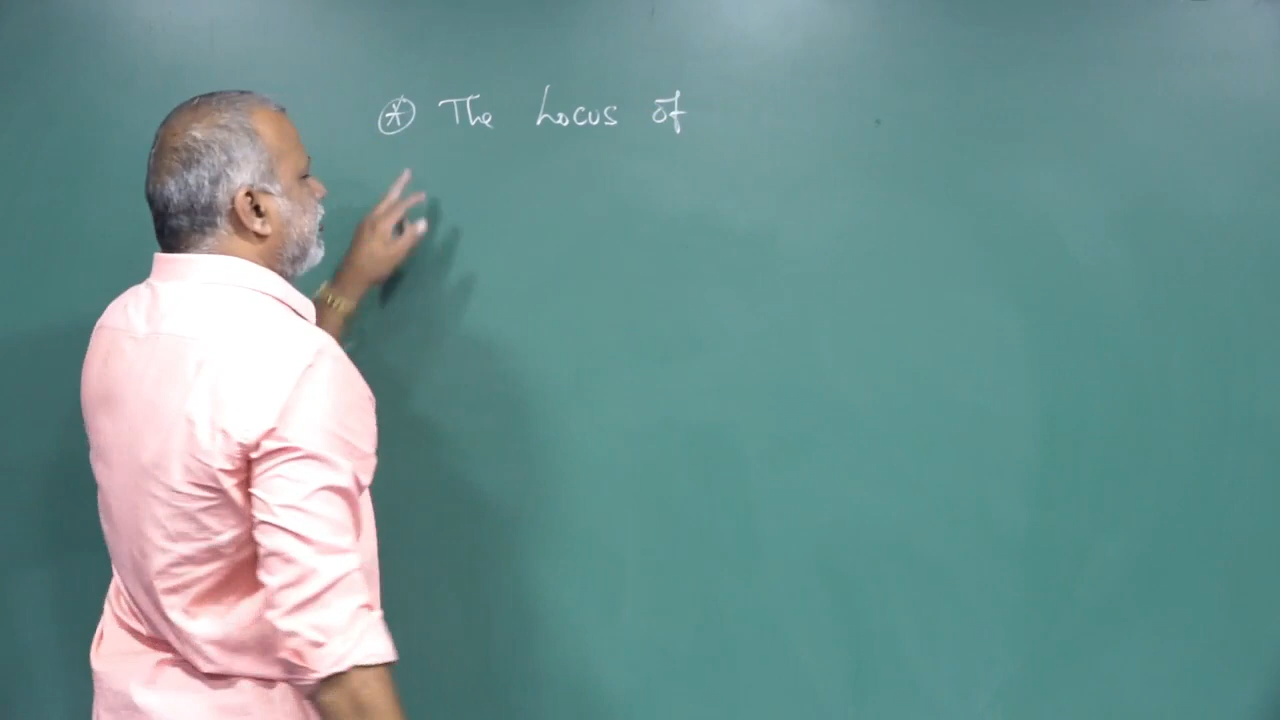 ⊛ The Locus of